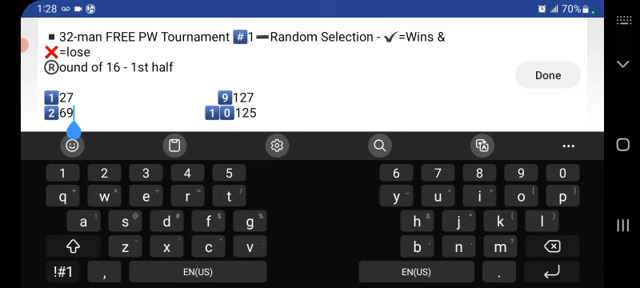 1:28 70%
▪32-man FREE PW Tournament #️⃣1➖Random Selection - ✔=Wins &
❌=lose
Ⓡound of 16 - 1st half
Done
1️⃣27 9️⃣127
2️⃣69 1️⃣0️⃣125
1 2 3 4 5 6 7 8 9 0
q w e r t y u i o p
a s d f g h j k l
z x c v b n m
!#1 , EN(US) EN(US) .